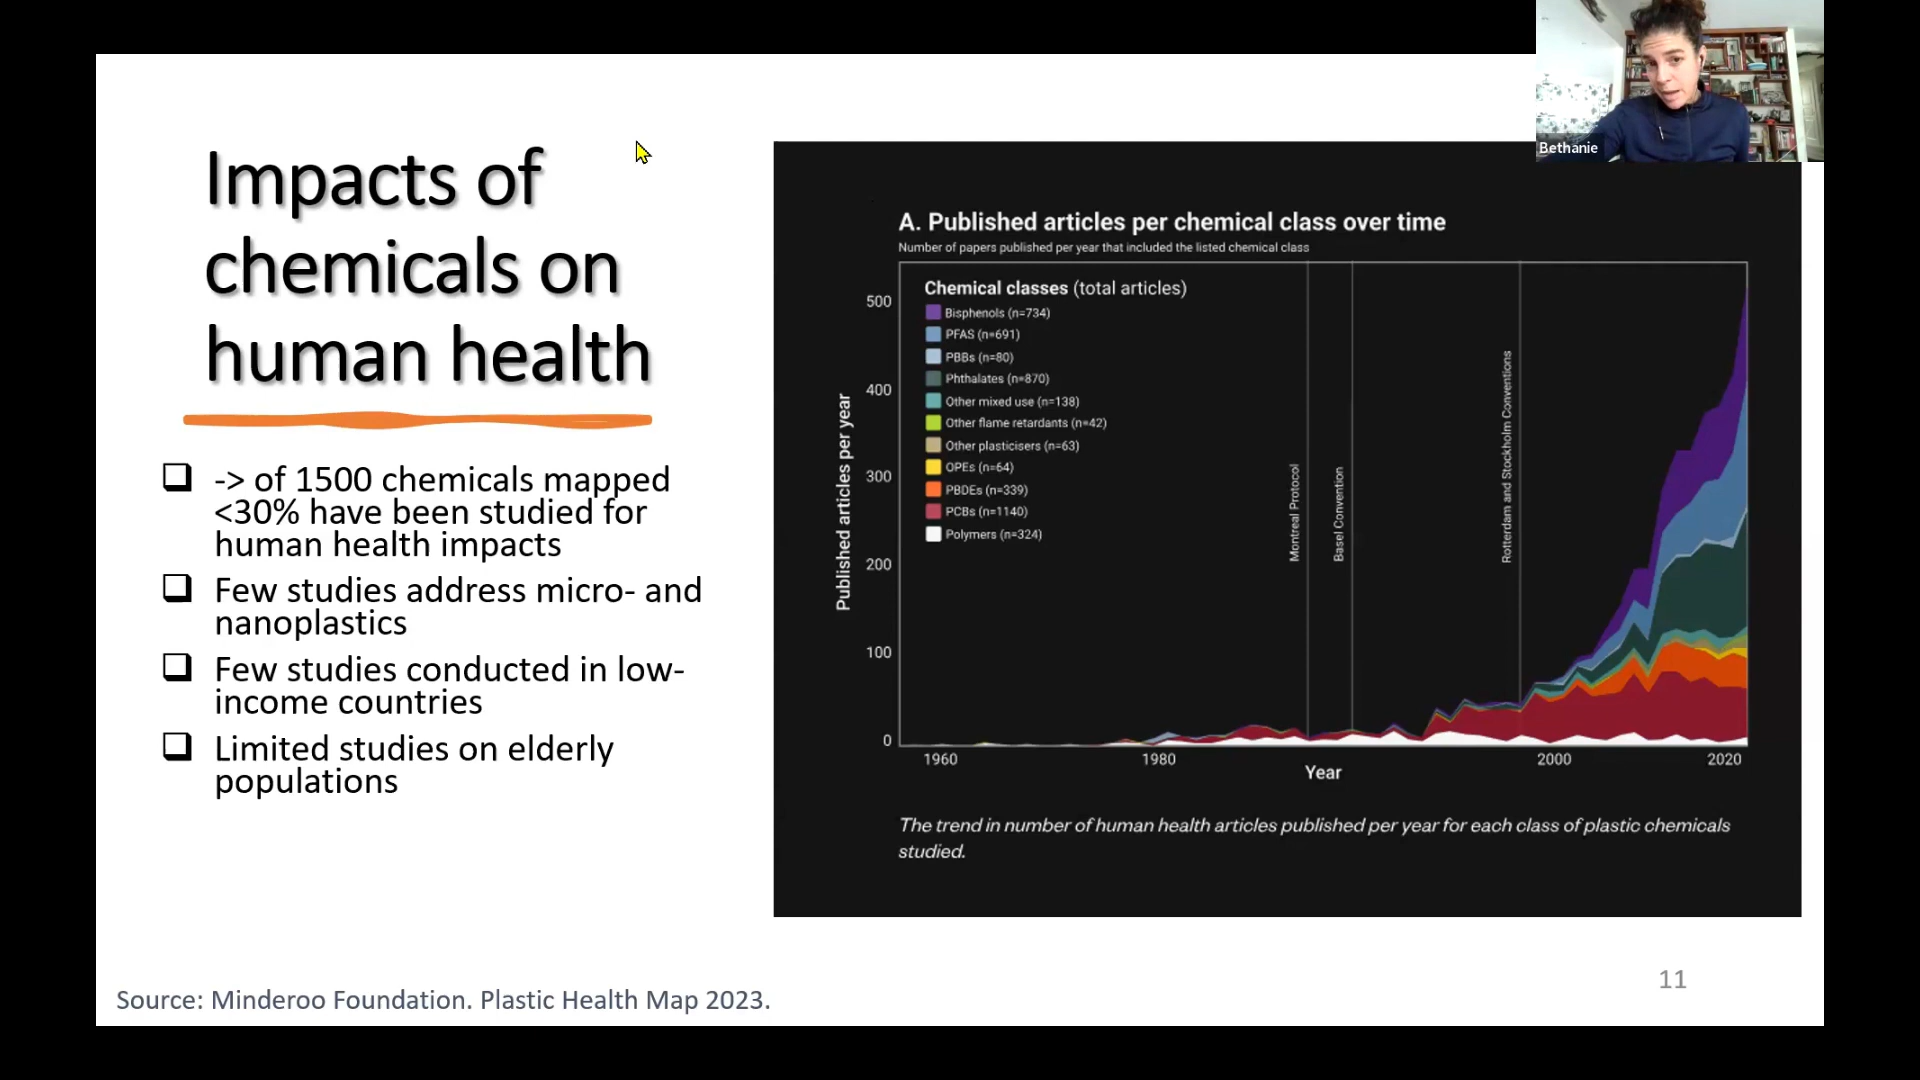 Bethanie
Impacts of
chemicals on
human health
-> of 1500 chemicals mapped
<30% have been studied for
human health impacts
Few studies address micro- and
nanoplastics
Few studies conducted in low-
income countries
Limited studies on elderly
populations
A. Published articles per chemical class over time
Number of papers published per year that included the listed chemical class
Chemical classes (total articles)
Bisphenols (n=734)
PFAS (n=691)
PBBs (n=80)
Phthalates (n=870)
Other mixed use (n=138)
Other flame retardants (n=42)
Other plasticisers (n=63)
OPEs (n=64)
PBDEs (n=339)
PCBs (n=1140)
Polymers (n=324)
Published articles per year
500
400
300
200
100
0
Montreal Protocol
Basel Convention
Rotterdam and Stockholm Conventions
1960
1980
2000
2020
Year
The trend in number of human health articles published per year for each class of plastic chemicals
studied.
11
Source: Minderoo Foundation. Plastic Health Map 2023.